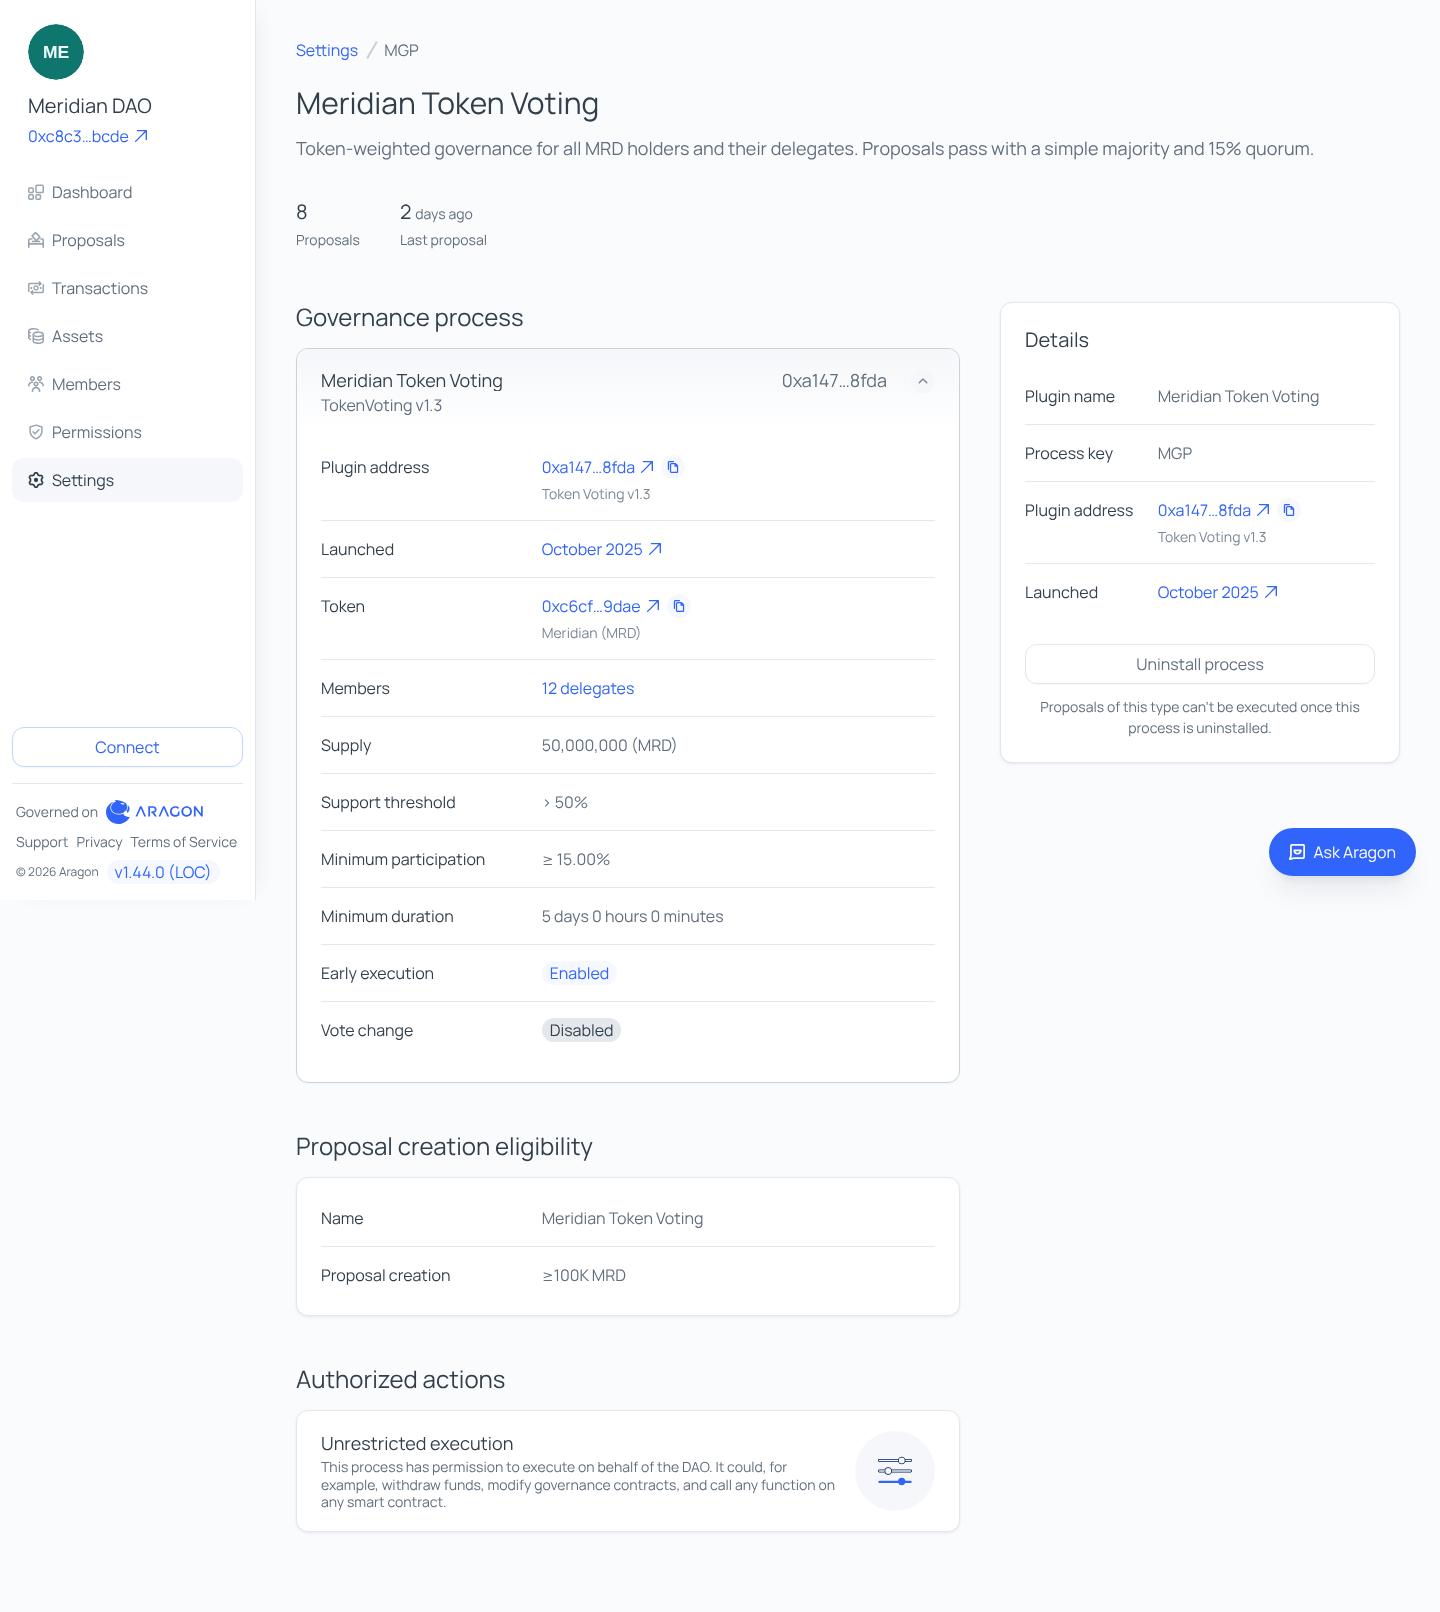 ME
Meridian DAO
0xc8c3...bcde
Dashboard
Proposals
Transactions
Assets
Members
Permissions
Settings
Connect
Governed on ARAGON
Support Privacy Terms of Service
© 2026 Aragon v1.44.0 (LOC)
Settings / MGP
Meridian Token Voting
Token-weighted governance for all MRD holders and their delegates. Proposals pass with a simple majority and 15% quorum.
8
Proposals
2 days ago
Last proposal
Governance process
Meridian Token Voting 0xa147...8fda
TokenVoting v1.3
Plugin address 0xa147...8fda
Token Voting v1.3
Launched October 2025
Token 0xc6cf...9dae
Meridian (MRD)
Members 12 delegates
Supply 50,000,000 (MRD)
Support threshold > 50%
Minimum participation ≥ 15.00%
Minimum duration 5 days 0 hours 0 minutes
Early execution Enabled
Vote change Disabled
Proposal creation eligibility
Name Meridian Token Voting
Proposal creation ≥100K MRD
Authorized actions
Unrestricted execution
This process has permission to execute on behalf of the DAO. It could, for
example, withdraw funds, modify governance contracts, and call any function on
any smart contract.
Details
Plugin name Meridian Token Voting
Process key MGP
Plugin address 0xa147...8fda
Token Voting v1.3
Launched October 2025
Uninstall process
Proposals of this type can't be executed once this
process is uninstalled.
Ask Aragon